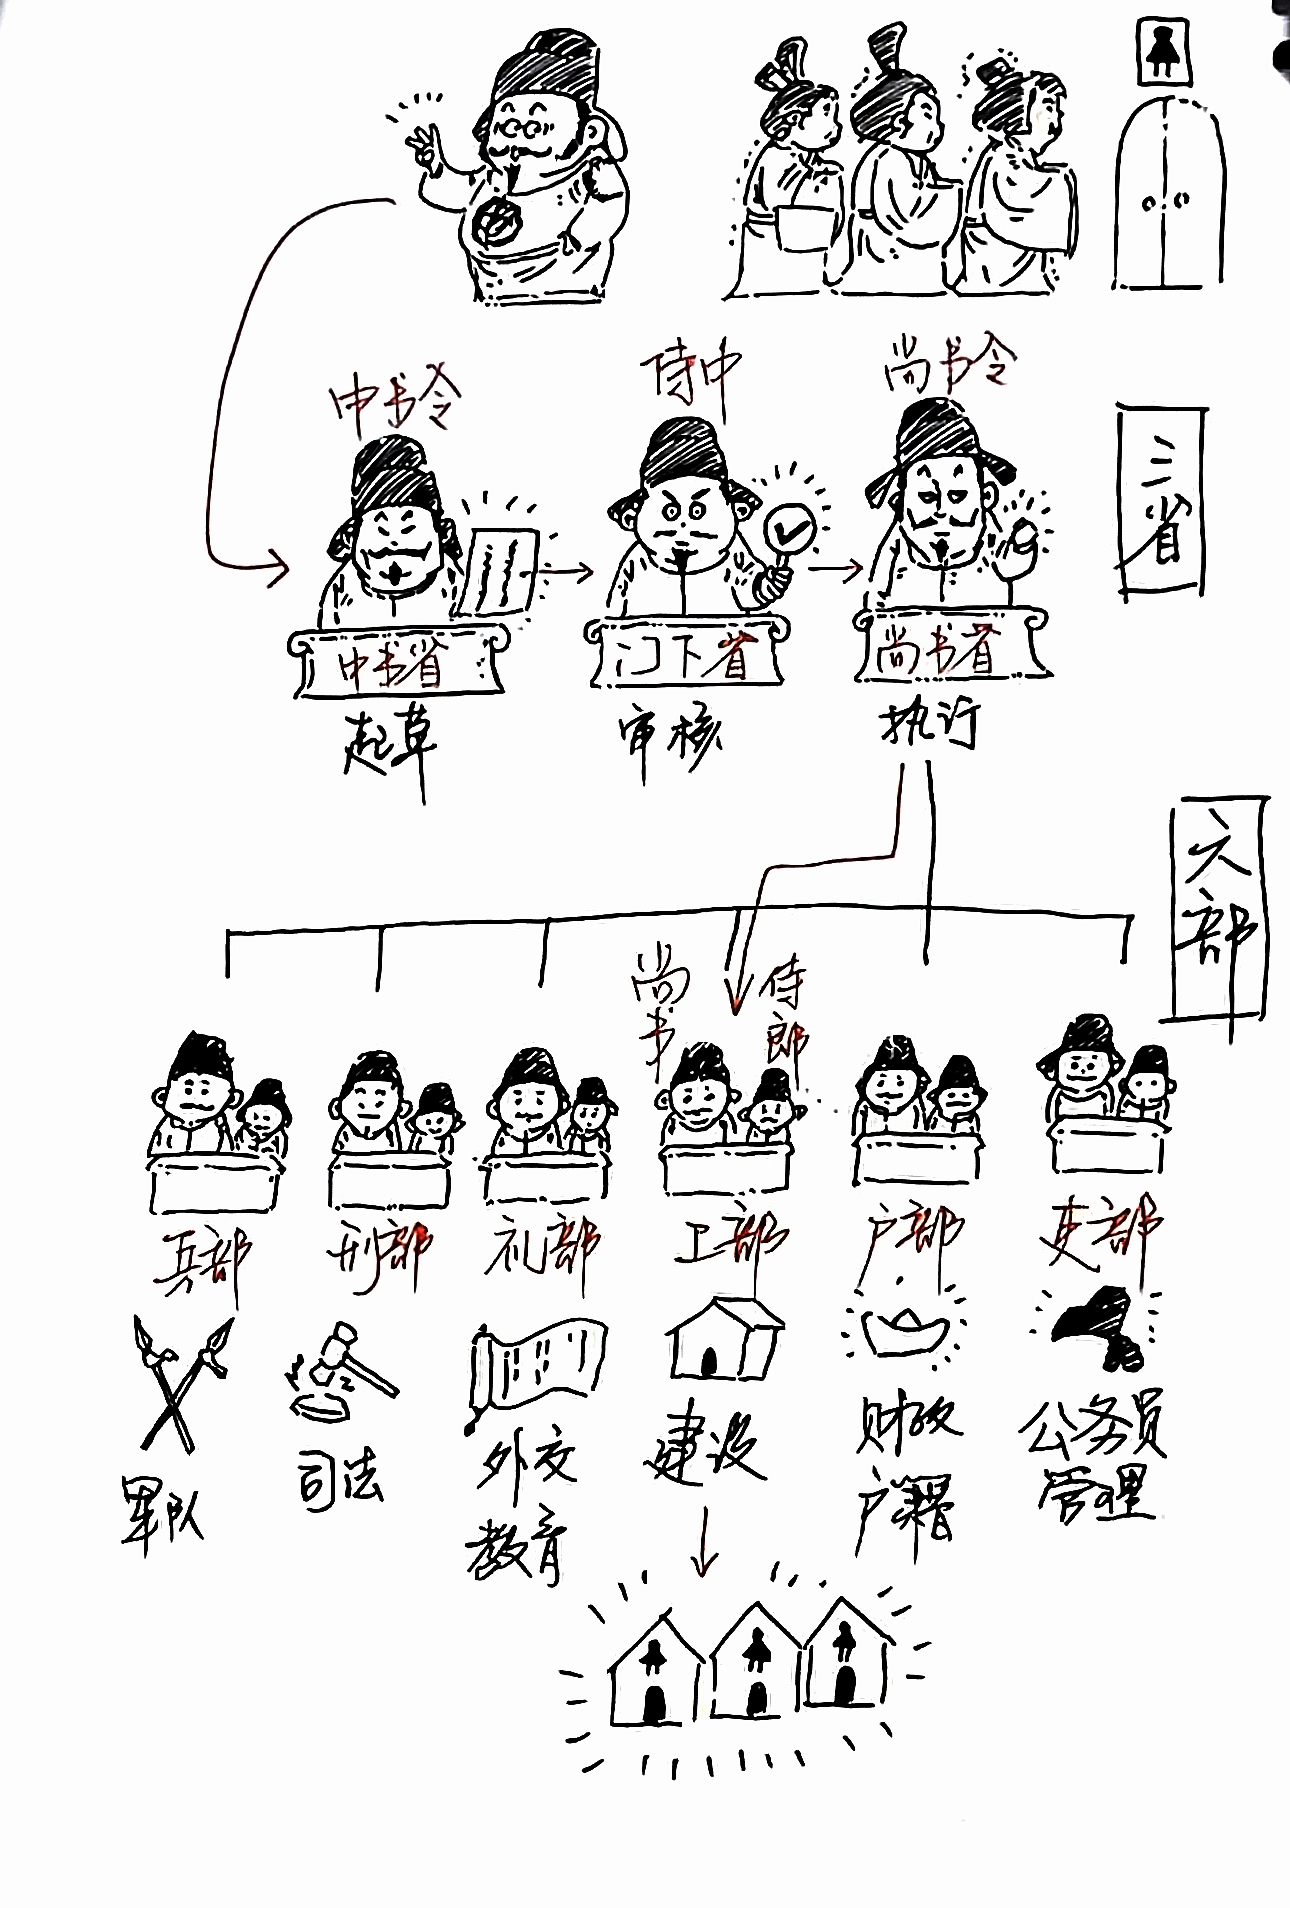 中书令
侍中
尚书令
三省
中书省
门下省
尚书省
起草
审核
执行
六部
尚书
侍郎
兵部
刑部
礼部
工部
户部
吏部
军队
司法
外交
教育
建设
财政
户籍
公务员
管理